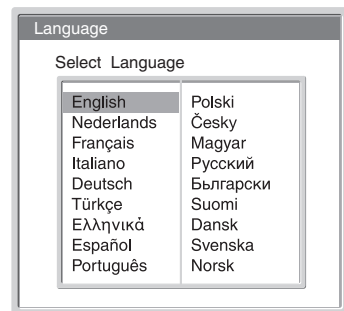 Language
Select Language
English
Nederlands
Français
Italiano
Deutsch
Türkçe
Ελληνικά
Español
Português
Polski
Česky
Magyar
Русский
Бьлгарски
Suomi
Dansk
Svenska
Norsk